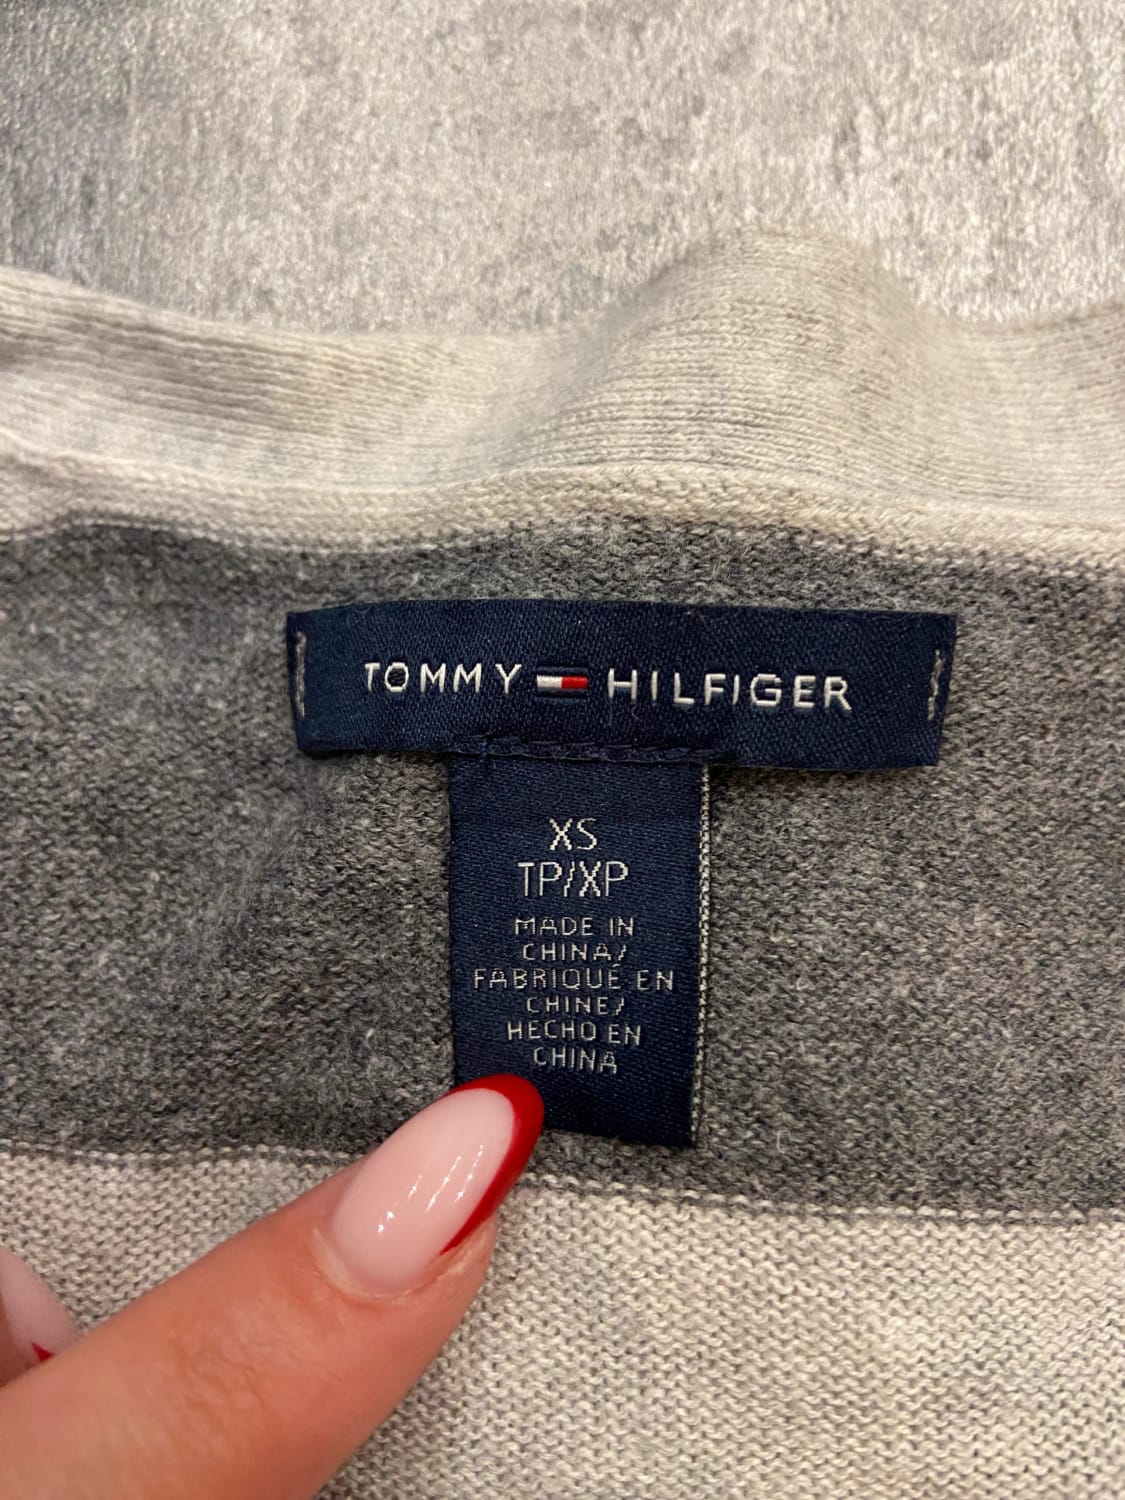 TOMMY HILFIGER
XS
TP/XP
MADE IN
CHINA/
FABRIQUÉ EN
CHINE/
HECHO EN
CHINA